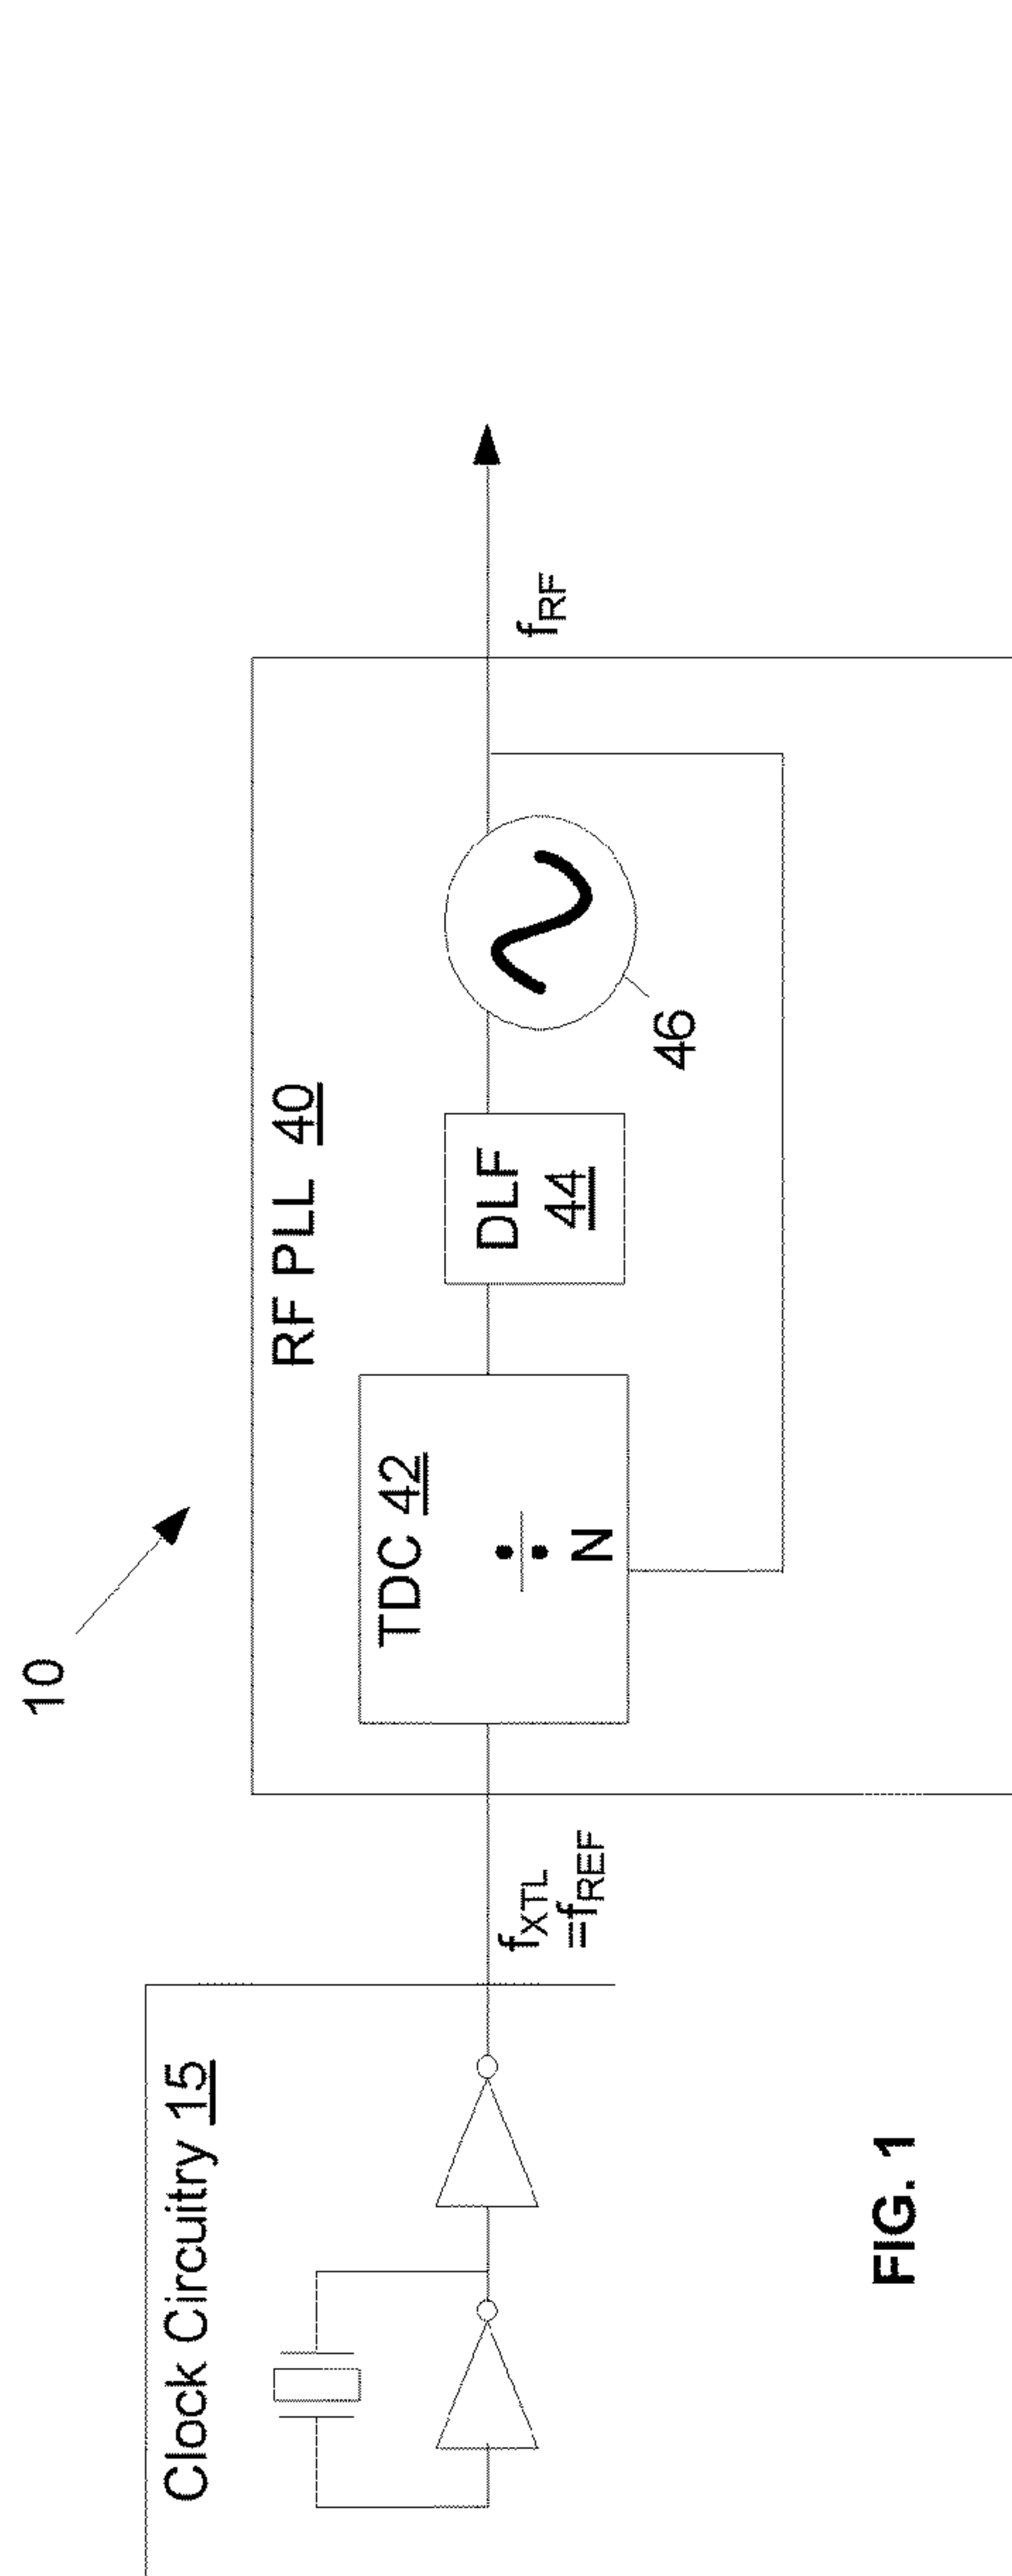 10
Clock Circuitry 15
fXTL
=fREF
RF PLL 40
TDC 42
÷
N
DLF
44
46
fRF
FIG. 1